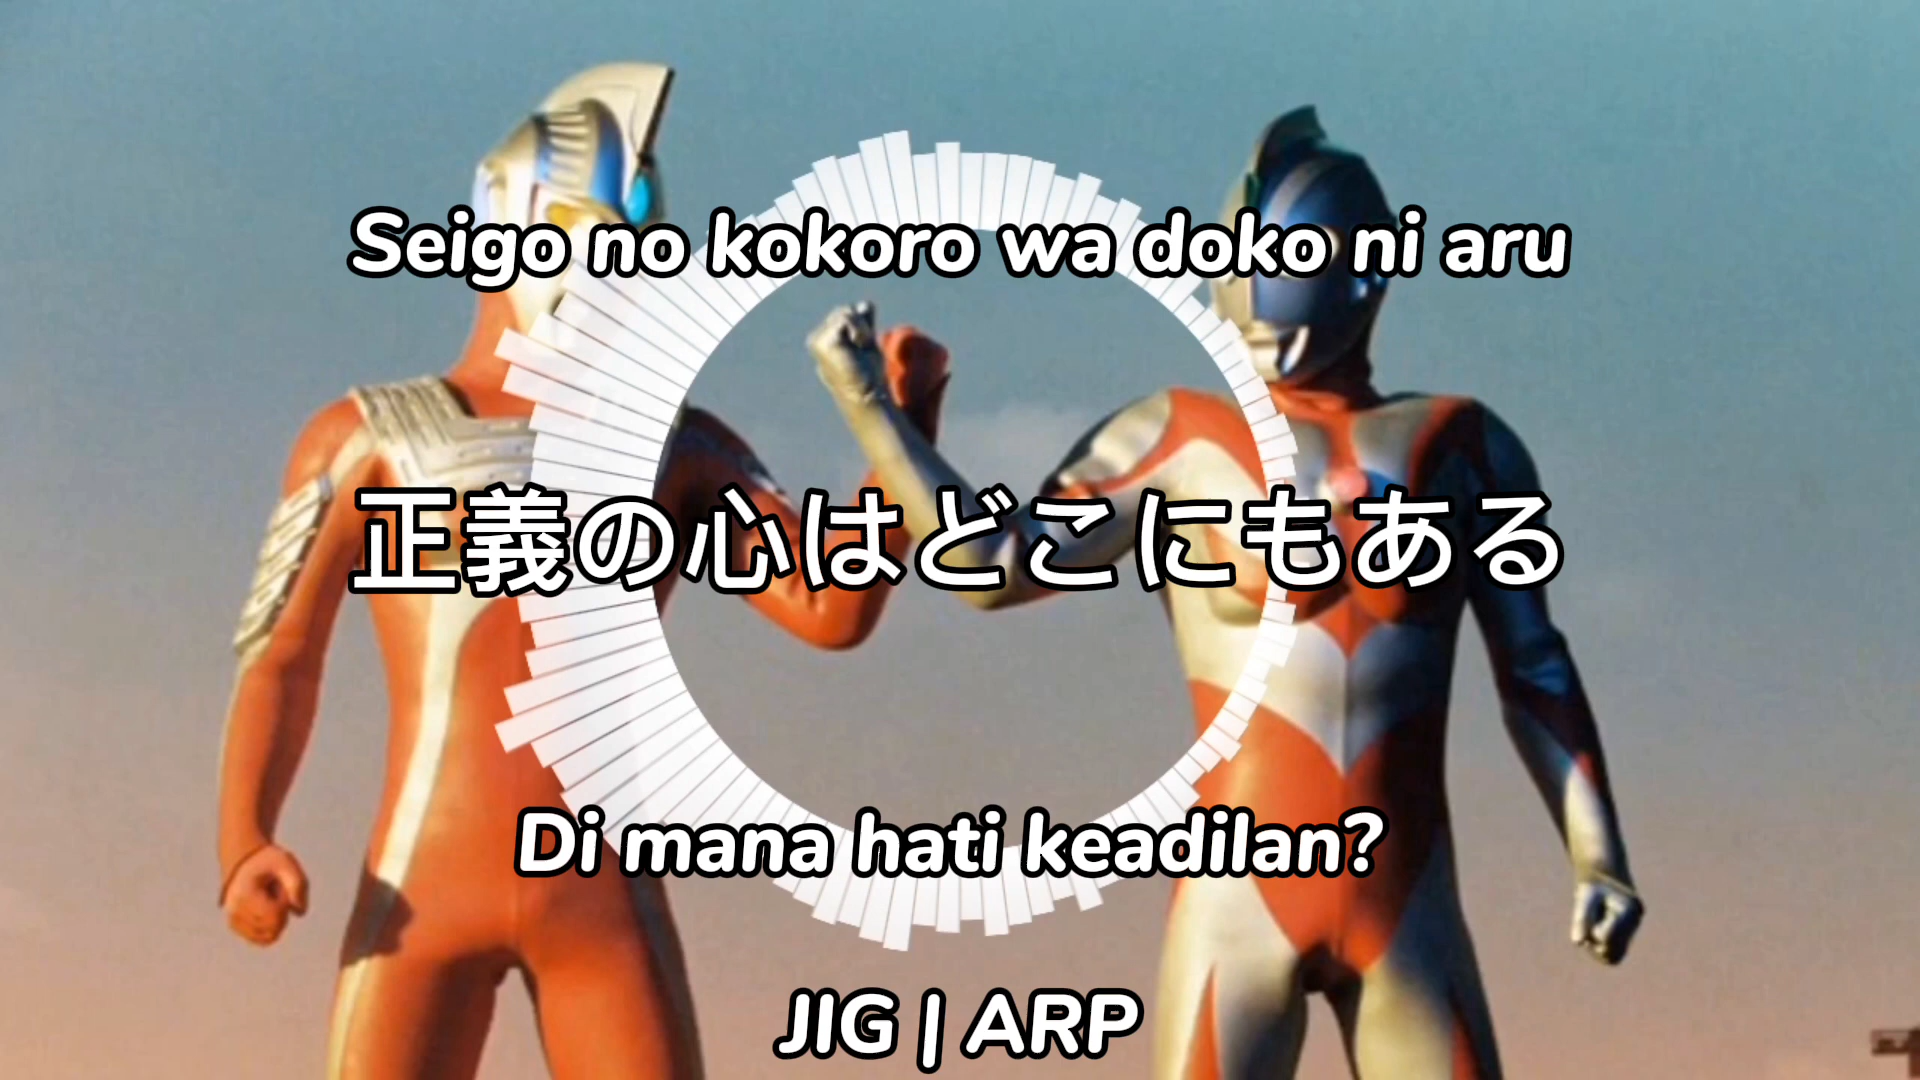 Seigo no kokoro wa doko ni aru
正義の心はどこにもある
Di mana hati keadilan?
JIG | ARP